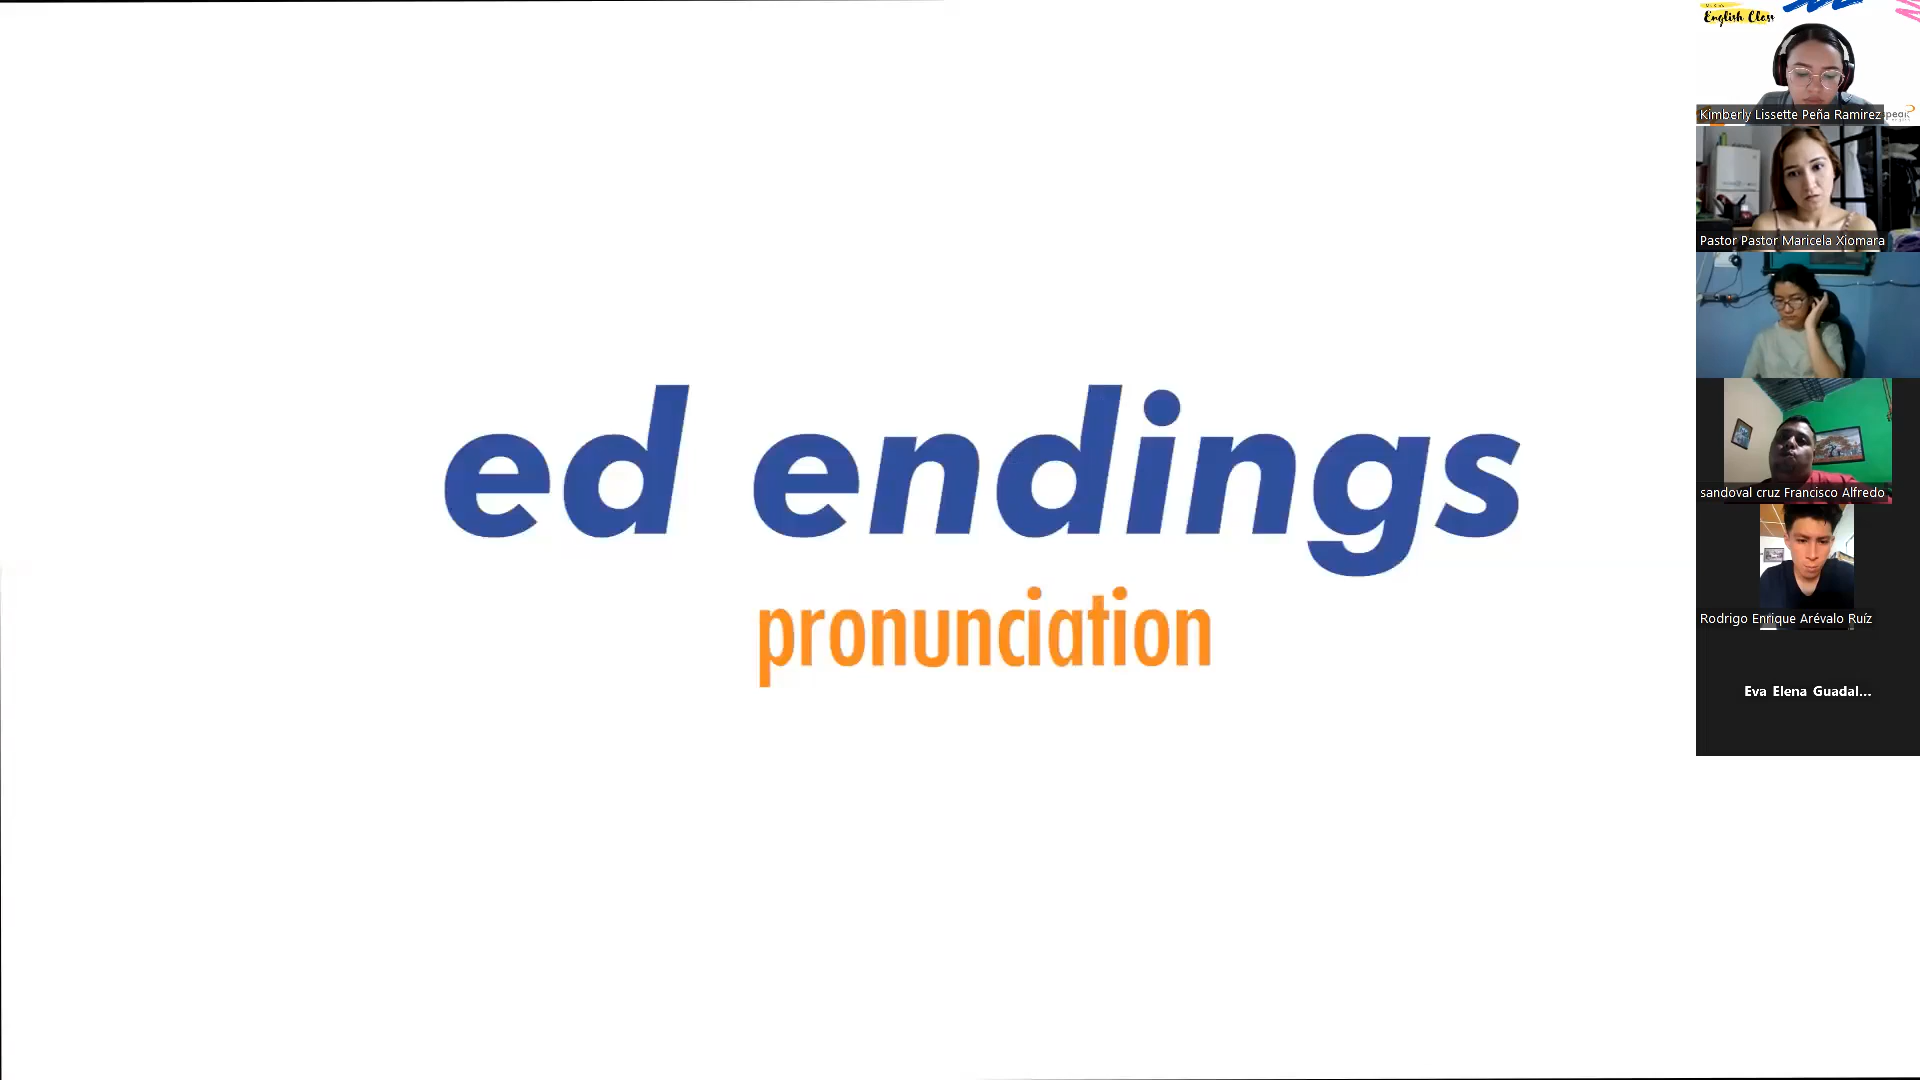 ed endings
pronunciation
English Class
Kimberly Lissette Peña Ramirez
speak
Pastor Pastor Maricela Xiomara
sandoval cruz Francisco Alfredo
Rodrigo Enrique Arévalo Ruíz
Eva Elena Guadal...